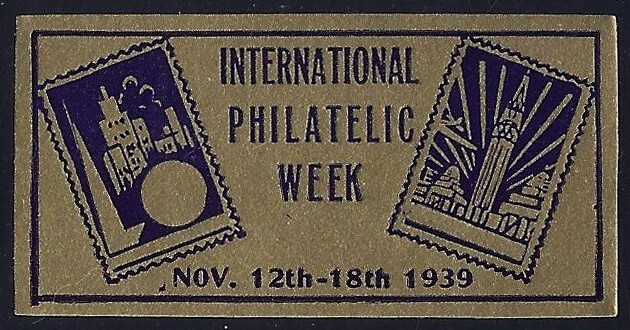 INTERNATIONAL
PHILATELIC
WEEK
NOV. 12th-18th 1939